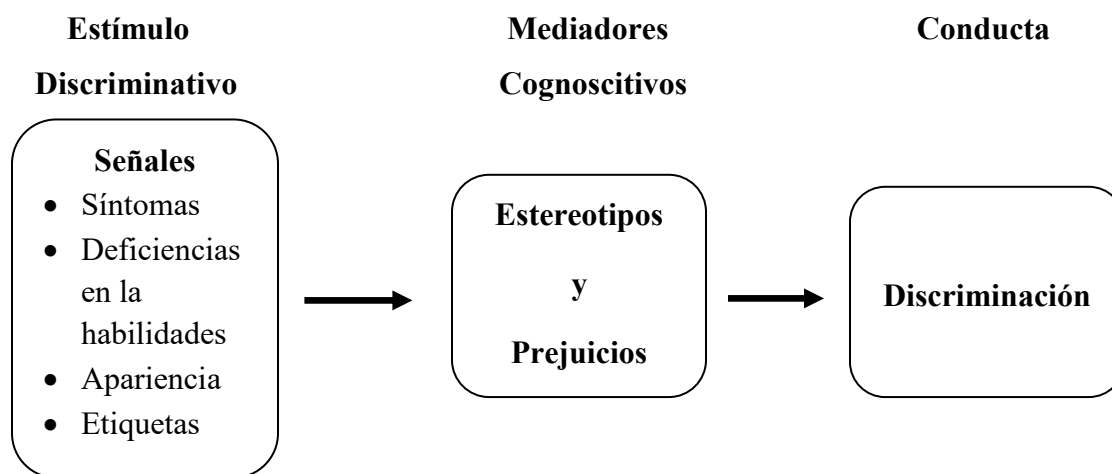 Estímulo
Discriminativo
Señales
• Síntomas
• Deficiencias
en la
habilidades
• Apariencia
• Etiquetas
Mediadores
Cognoscitivos
Estereotipos
y
Prejuicios
Conducta
Discriminación